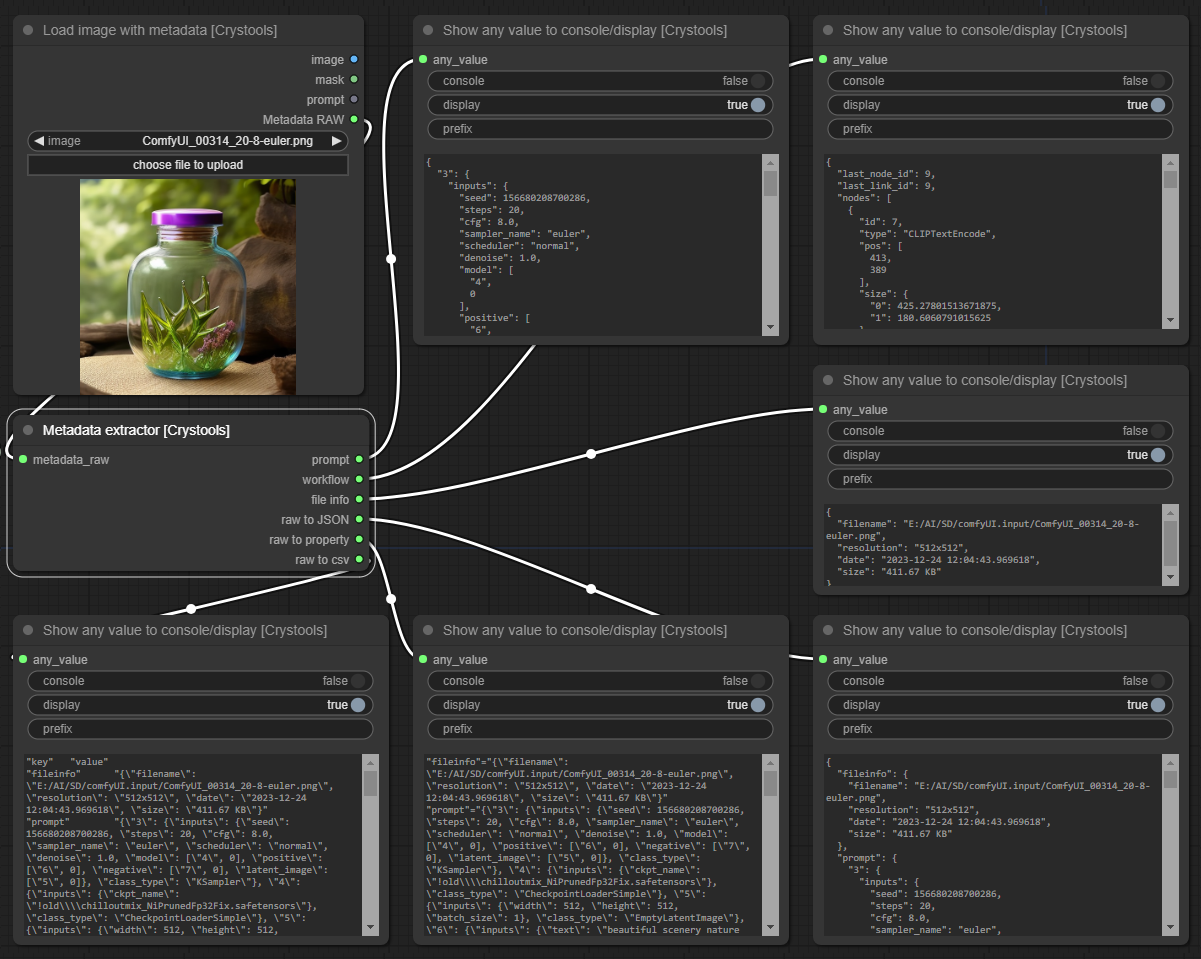 Load image with metadata [Crystools]
image
mask
prompt
Metadata RAW
image ComfyUI_00314_20-8-euler.png
choose file to upload
Show any value to console/display [Crystools]
any_value
console false
display true
prefix
{
"3": {
"inputs": {
"seed": 156680208700286,
"steps": 20,
"cfg": 8.0,
"sampler_name": "euler",
"scheduler": "normal",
"denoise": 1.0,
"model": [
"4",
0
],
"positive": [
"6",
Show any value to console/display [Crystools]
any_value
console false
display true
prefix
{
"last_node_id": 9,
"last_link_id": 9,
"nodes": [
{
"id": 7,
"type": "CLIPTextEncode",
"pos": [
413,
389
],
"size": {
"0": 425.27801513671875,
"1": 180.6060791015625
Metadata extractor [Crystools]
metadata_raw
prompt
workflow
file info
raw to JSON
raw to property
raw to csv
Show any value to console/display [Crystools]
any_value
console false
display true
prefix
{
"filename": "E:/AI/SD/comfyUI.input/ComfyUI_00314_20-8-
euler.png",
"resolution": "512x512",
"date": "2023-12-24 12:04:43.969618",
"size": "411.67 KB"
}
Show any value to console/display [Crystools]
any_value
console false
display true
prefix
"key" "value"
"fileinfo" "{\"filename\":
\"E:/AI/SD/comfyUI.input/ComfyUI_00314_20-8-euler.png\",
\"resolution\": \"512x512\", \"date\": \"2023-12-24
12:04:43.969618\", \"size\": \"411.67 KB\"}"
"prompt" "{\"3\": {\"inputs\": {\"seed\":
156680208700286, \"steps\": 20, \"cfg\": 8.0,
\"sampler_name\": \"euler\", \"scheduler\": \"normal\",
\"denoise\": 1.0, \"model\": [\"4\", 0], \"positive\":
[\"6\", 0], \"negative\": [\"7\", 0], \"latent_image\":
[\"5\", 0]}, \"class_type\": \"KSampler\"}, \"4\":
{\"inputs\": {\"ckpt_name\":
\"!old\\\\chilloutmix_NiPrunedFp32Fix.safetensors\"},
\"class_type\": \"CheckpointLoaderSimple\"}, \"5\":
{\"inputs\": {\"width\": 512, \"height\": 512,
Show any value to console/display [Crystools]
any_value
console false
display true
prefix
"fileinfo"="{\"filename\":
\"E:/AI/SD/comfyUI.input/ComfyUI_00314_20-8-euler.png\",
\"resolution\": \"512x512\", \"date\": \"2023-12-24
12:04:43.969618\", \"size\": \"411.67 KB\"}"
"prompt"="{\"3\": {\"inputs\": {\"seed\": 156680208700286,
\"steps\": 20, \"cfg\": 8.0, \"sampler_name\": \"euler\",
\"scheduler\": \"normal\", \"denoise\": 1.0, \"model\":
[\"4\", 0], \"positive\": [\"6\", 0], \"negative\": [\"7\",
0], \"latent_image\": [\"5\", 0]}, \"class_type\":
\"KSampler\"}, \"4\": {\"inputs\": {\"ckpt_name\":
\"!old\\\\chilloutmix_NiPrunedFp32Fix.safetensors\"},
\"class_type\": \"CheckpointLoaderSimple\"}, \"5\":
{\"inputs\": {\"width\": 512, \"height\": 512,
\"batch_size\": 1}, \"class_type\": \"EmptyLatentImage\"},
\"6\": {\"inputs\": {\"text\": \"beautiful scenery nature
Show any value to console/display [Crystools]
any_value
console false
display true
prefix
{
"fileinfo": {
"filename": "E:/AI/SD/comfyUI.input/ComfyUI_00314_20-8-
euler.png",
"resolution": "512x512",
"date": "2023-12-24 12:04:43.969618",
"size": "411.67 KB"
},
"prompt": {
"3": {
"inputs": {
"seed": 156680208700286,
"steps": 20,
"cfg": 8.0,
"sampler_name": "euler",